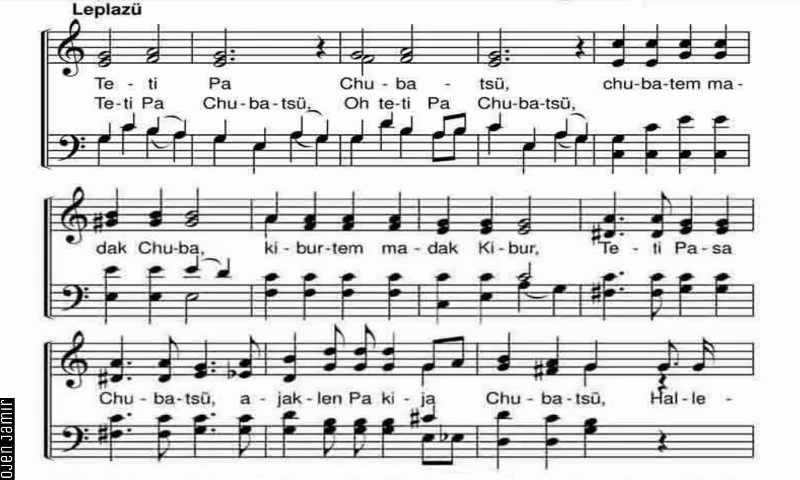 Leplazü
Te - ti Pa Chu - ba - tsü, chu-batem ma-
Te-ti Pa Chu-ba-tsü, Oh te-ti Pa Chu-ba-tsü,
dak Chu-ba, ki-bur-tem ma-dak Ki-bur, Te - ti Pa-sa
Chu-ba-tsü, a-jak-len Pa ki-ja Chu-ba-tsü, Hal-le-
OJEN JAMIR